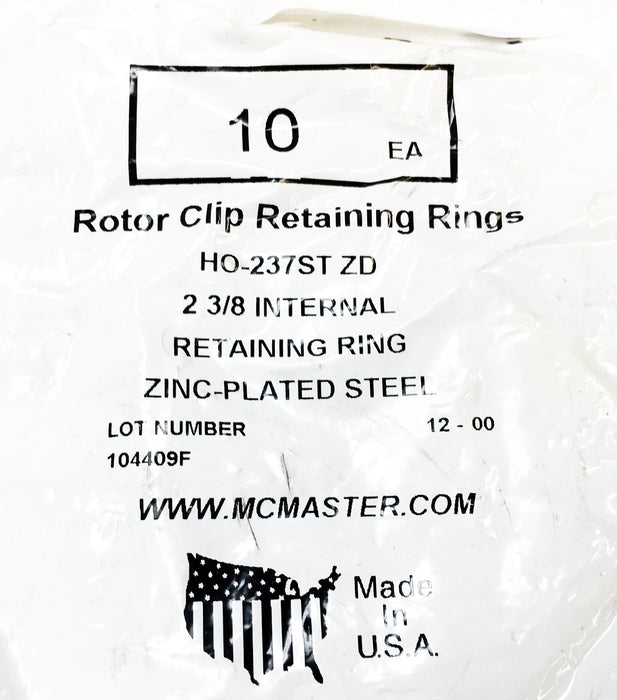 10 EA
Rotor Clip Retaining Rings
HO-237ST ZD
2 3/8 INTERNAL
RETAINING RING
ZINC-PLATED STEEL
LOT NUMBER 12 - 00
104409F
WWW.MCMASTER.COM
Made
In
U.S.A.